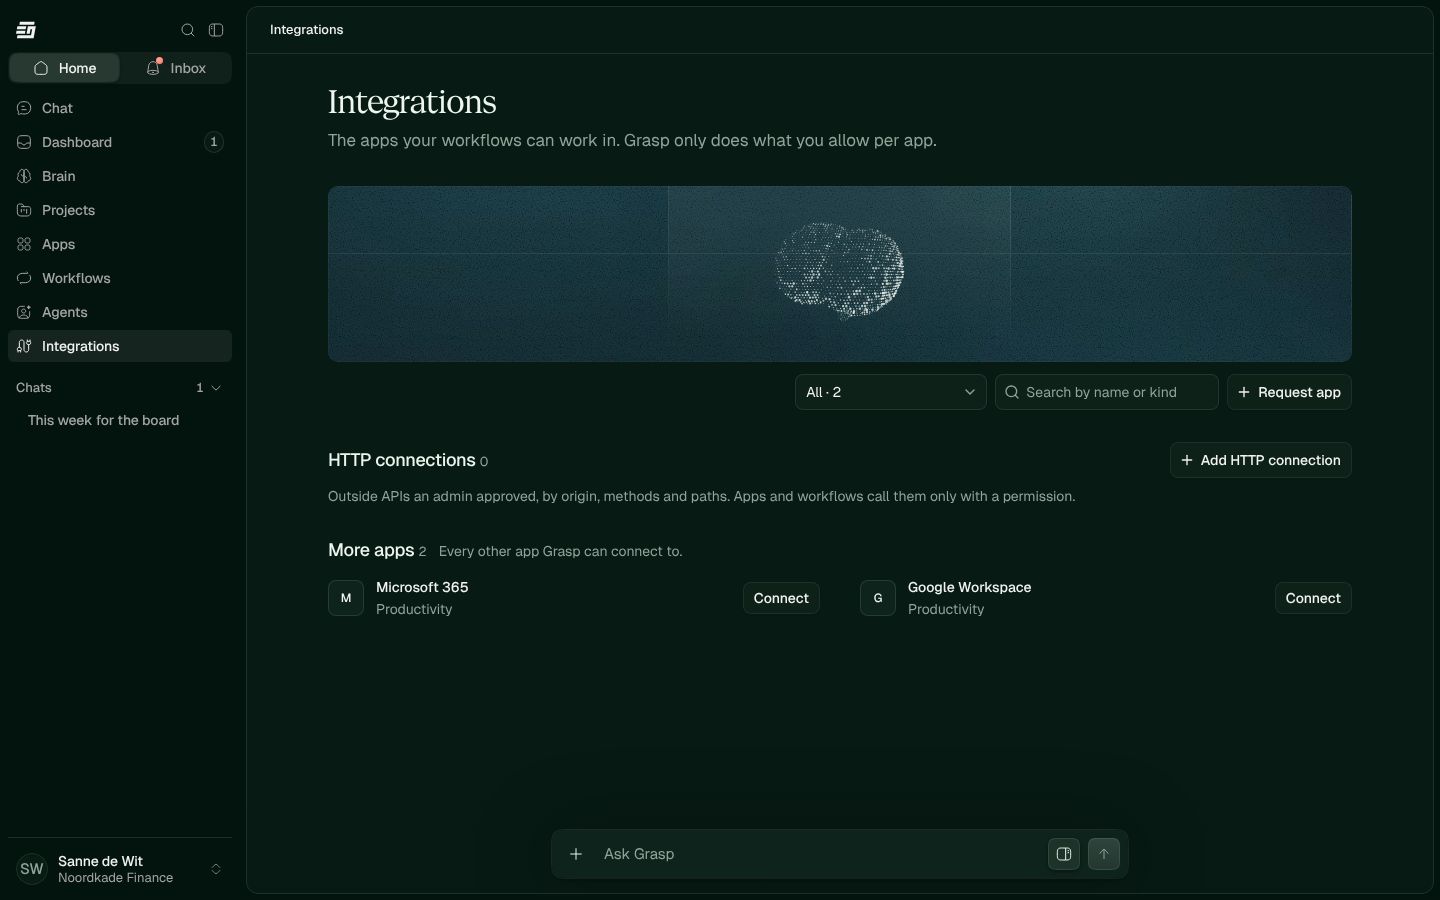 Integrations
Home
Inbox
Chat
Dashboard 1
Brain
Projects
Apps
Workflows
Agents
Integrations
Chats 1
This week for the board
Sanne de Wit
SW
Noordkade Finance
Integrations
The apps your workflows can work in. Grasp only does what you allow per app.
All · 2
Search by name or kind
Request app
HTTP connections 0
Add HTTP connection
Outside APIs an admin approved, by origin, methods and paths. Apps and workflows call them only with a permission.
More apps 2 Every other app Grasp can connect to.
M
Microsoft 365
Productivity
Connect
G
Google Workspace
Productivity
Connect
Ask Grasp